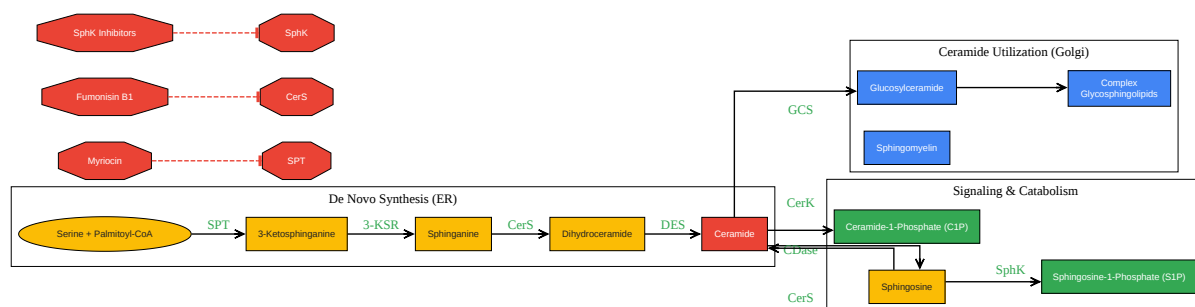 SphK Inhibitors
SphK
Fumonisin B1
CerS
Myriocin
SPT
Ceramide Utilization (Golgi)
Glucosylceramide
Complex
Glycosphingolipids
GCS
Sphingomyelin
De Novo Synthesis (ER)
Serine + Palmitoyl-CoA
SPT
3-Ketosphinganine
3-KSR
Sphinganine
CerS
Dihydroceramide
DES
Ceramide
Signaling & Catabolism
CerK
Ceramide-1-Phosphate (C1P)
CDase
Sphingosine
SphK
Sphingosine-1-Phosphate (S1P)
CerS